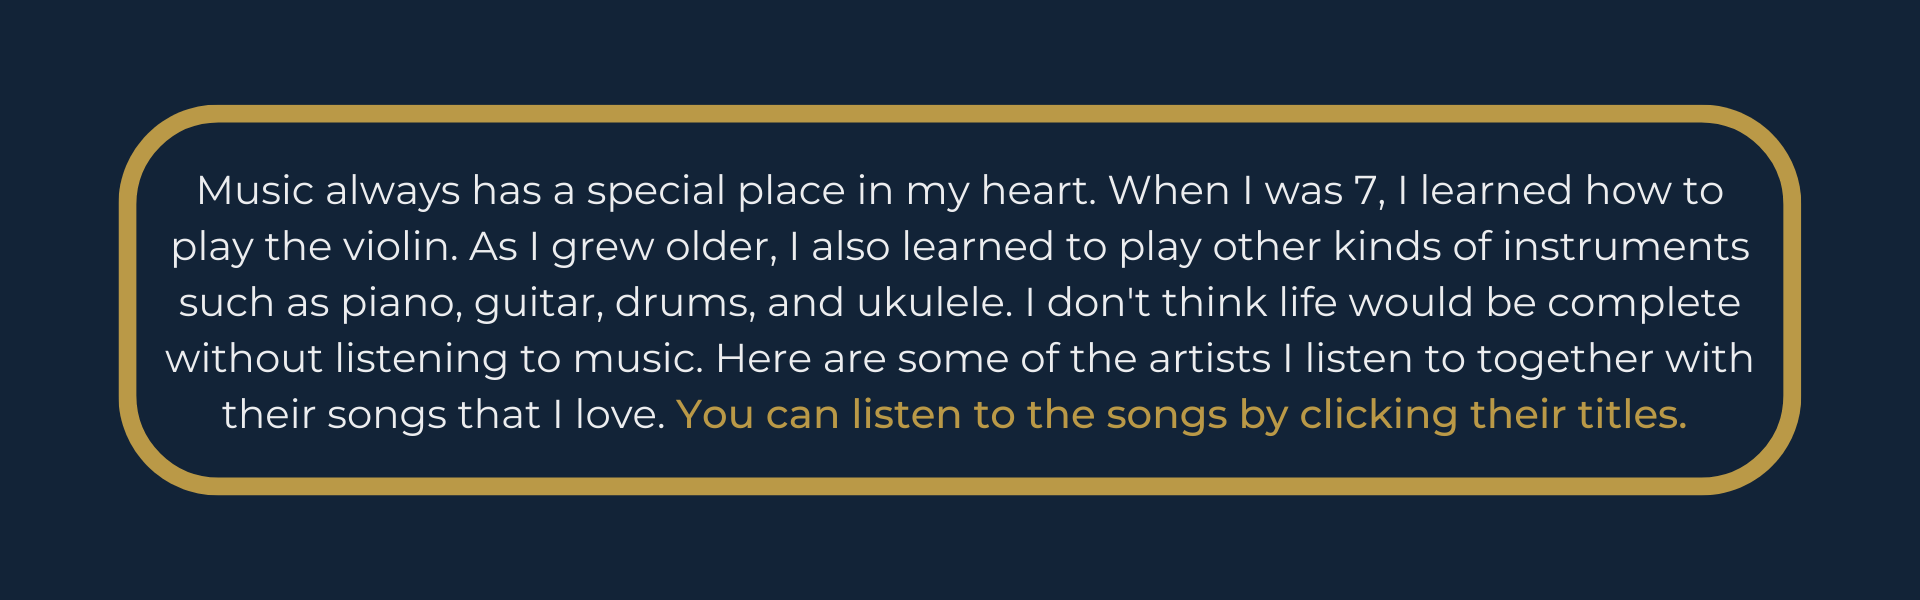 Music always has a special place in my heart. When I was 7, I learned how to
play the violin. As I grew older, I also learned to play other kinds of instruments
such as piano, guitar, drums, and ukulele. I don't think life would be complete
without listening to music. Here are some of the artists I listen to together with
their songs that I love. You can listen to the songs by clicking their titles.